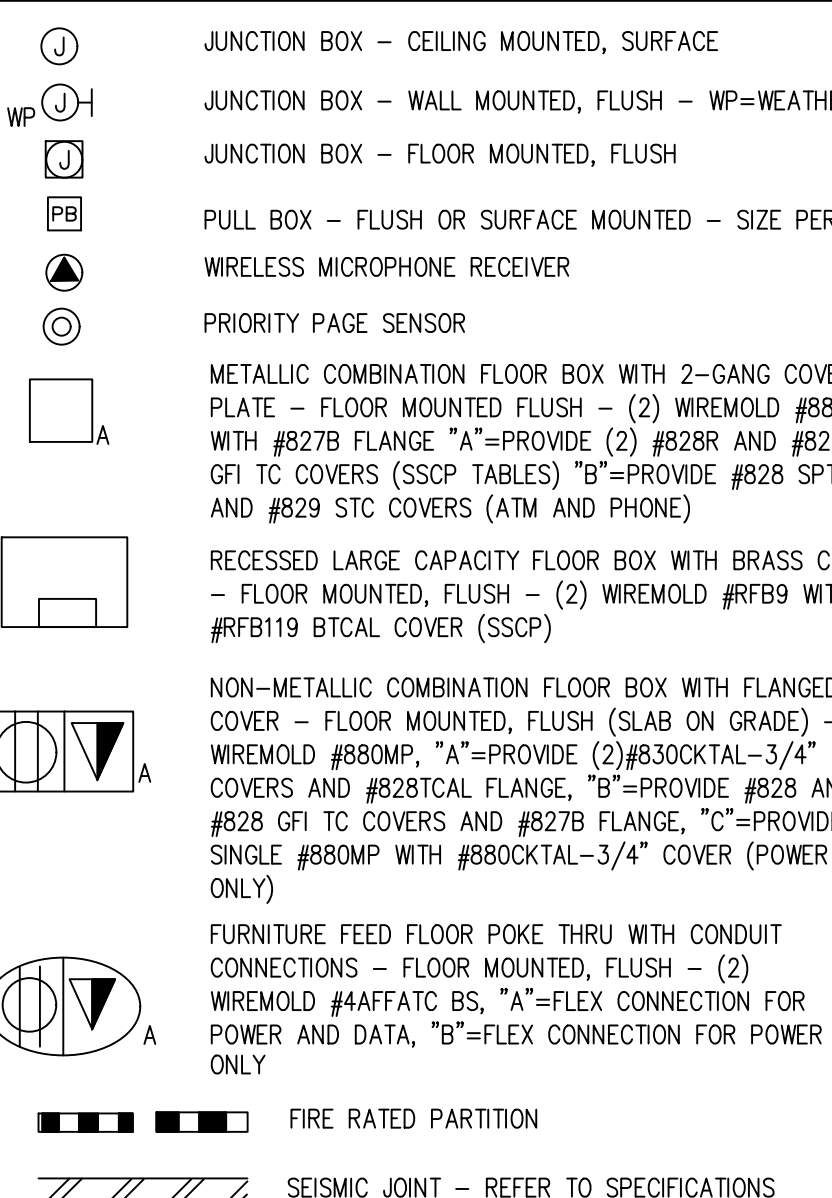 J JUNCTION BOX – CEILING MOUNTED, SURFACE
WP J JUNCTION BOX – WALL MOUNTED, FLUSH – WP=WEATH
J JUNCTION BOX – FLOOR MOUNTED, FLUSH
PB PULL BOX – FLUSH OR SURFACE MOUNTED – SIZE PER
WIRELESS MICROPHONE RECEIVER
PRIORITY PAGE SENSOR
METALLIC COMBINATION FLOOR BOX WITH 2–GANG COVE
PLATE – FLOOR MOUNTED FLUSH – (2) WIREMOLD #88
A WITH #827B FLANGE "A"=PROVIDE (2) #828R AND #82
GFI TC COVERS (SSCP TABLES) "B"=PROVIDE #828 SPT
AND #829 STC COVERS (ATM AND PHONE)
RECESSED LARGE CAPACITY FLOOR BOX WITH BRASS C
– FLOOR MOUNTED, FLUSH – (2) WIREMOLD #RFB9 WIT
#RFB119 BTCAL COVER (SSCP)
NON–METALLIC COMBINATION FLOOR BOX WITH FLANGED
COVER – FLOOR MOUNTED, FLUSH (SLAB ON GRADE) –
WIREMOLD #880MP, "A"=PROVIDE (2)#830CKTAL–3/4"
A COVERS AND #828TCAL FLANGE, "B"=PROVIDE #828 AN
#828 GFI TC COVERS AND #827B FLANGE, "C"=PROVIDE
SINGLE #880MP WITH #880CKTAL–3/4" COVER (POWER
ONLY)
FURNITURE FEED FLOOR POKE THRU WITH CONDUIT
CONNECTIONS – FLOOR MOUNTED, FLUSH – (2)
WIREMOLD #4AFFATC BS, "A"=FLEX CONNECTION FOR
A POWER AND DATA, "B"=FLEX CONNECTION FOR POWER
ONLY
FIRE RATED PARTITION
SEISMIC JOINT – REFER TO SPECIFICATIONS